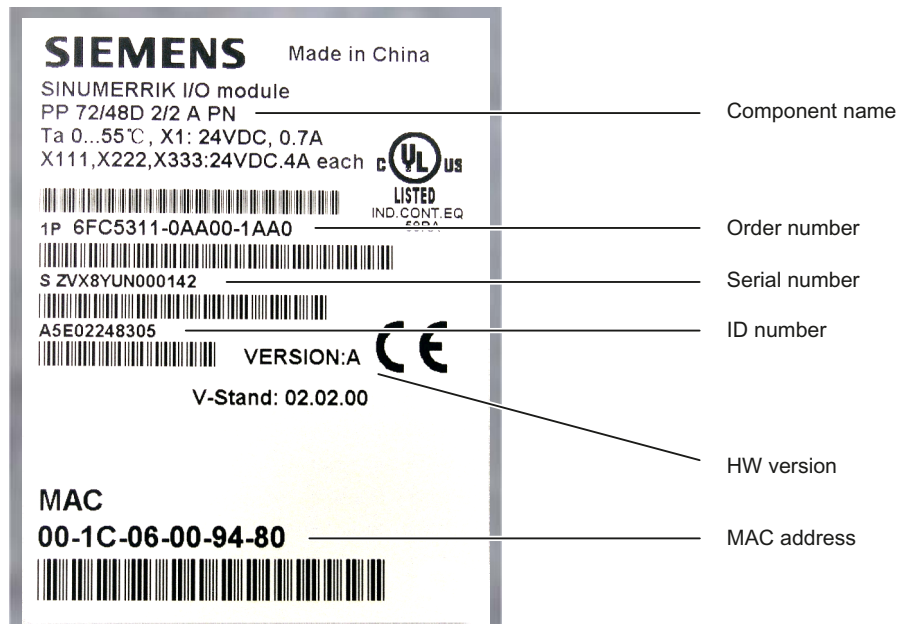 SIEMENS Made in China
SINUMERRIK I/O module
PP 72/48D 2/2 A PN
Component name
Ta 0...55℃, X1: 24VDC, 0.7A
X111,X222,X333:24VDC.4A each
C UL US
LISTED
IND.CONT.EQ
1P 6FC5311-0AA00-1AA0
Order number
S ZVX8YUN000142
Serial number
A5E02248305
ID number
VERSION:A CE
V-Stand: 02.02.00
HW version
MAC
00-1C-06-00-94-80
MAC address